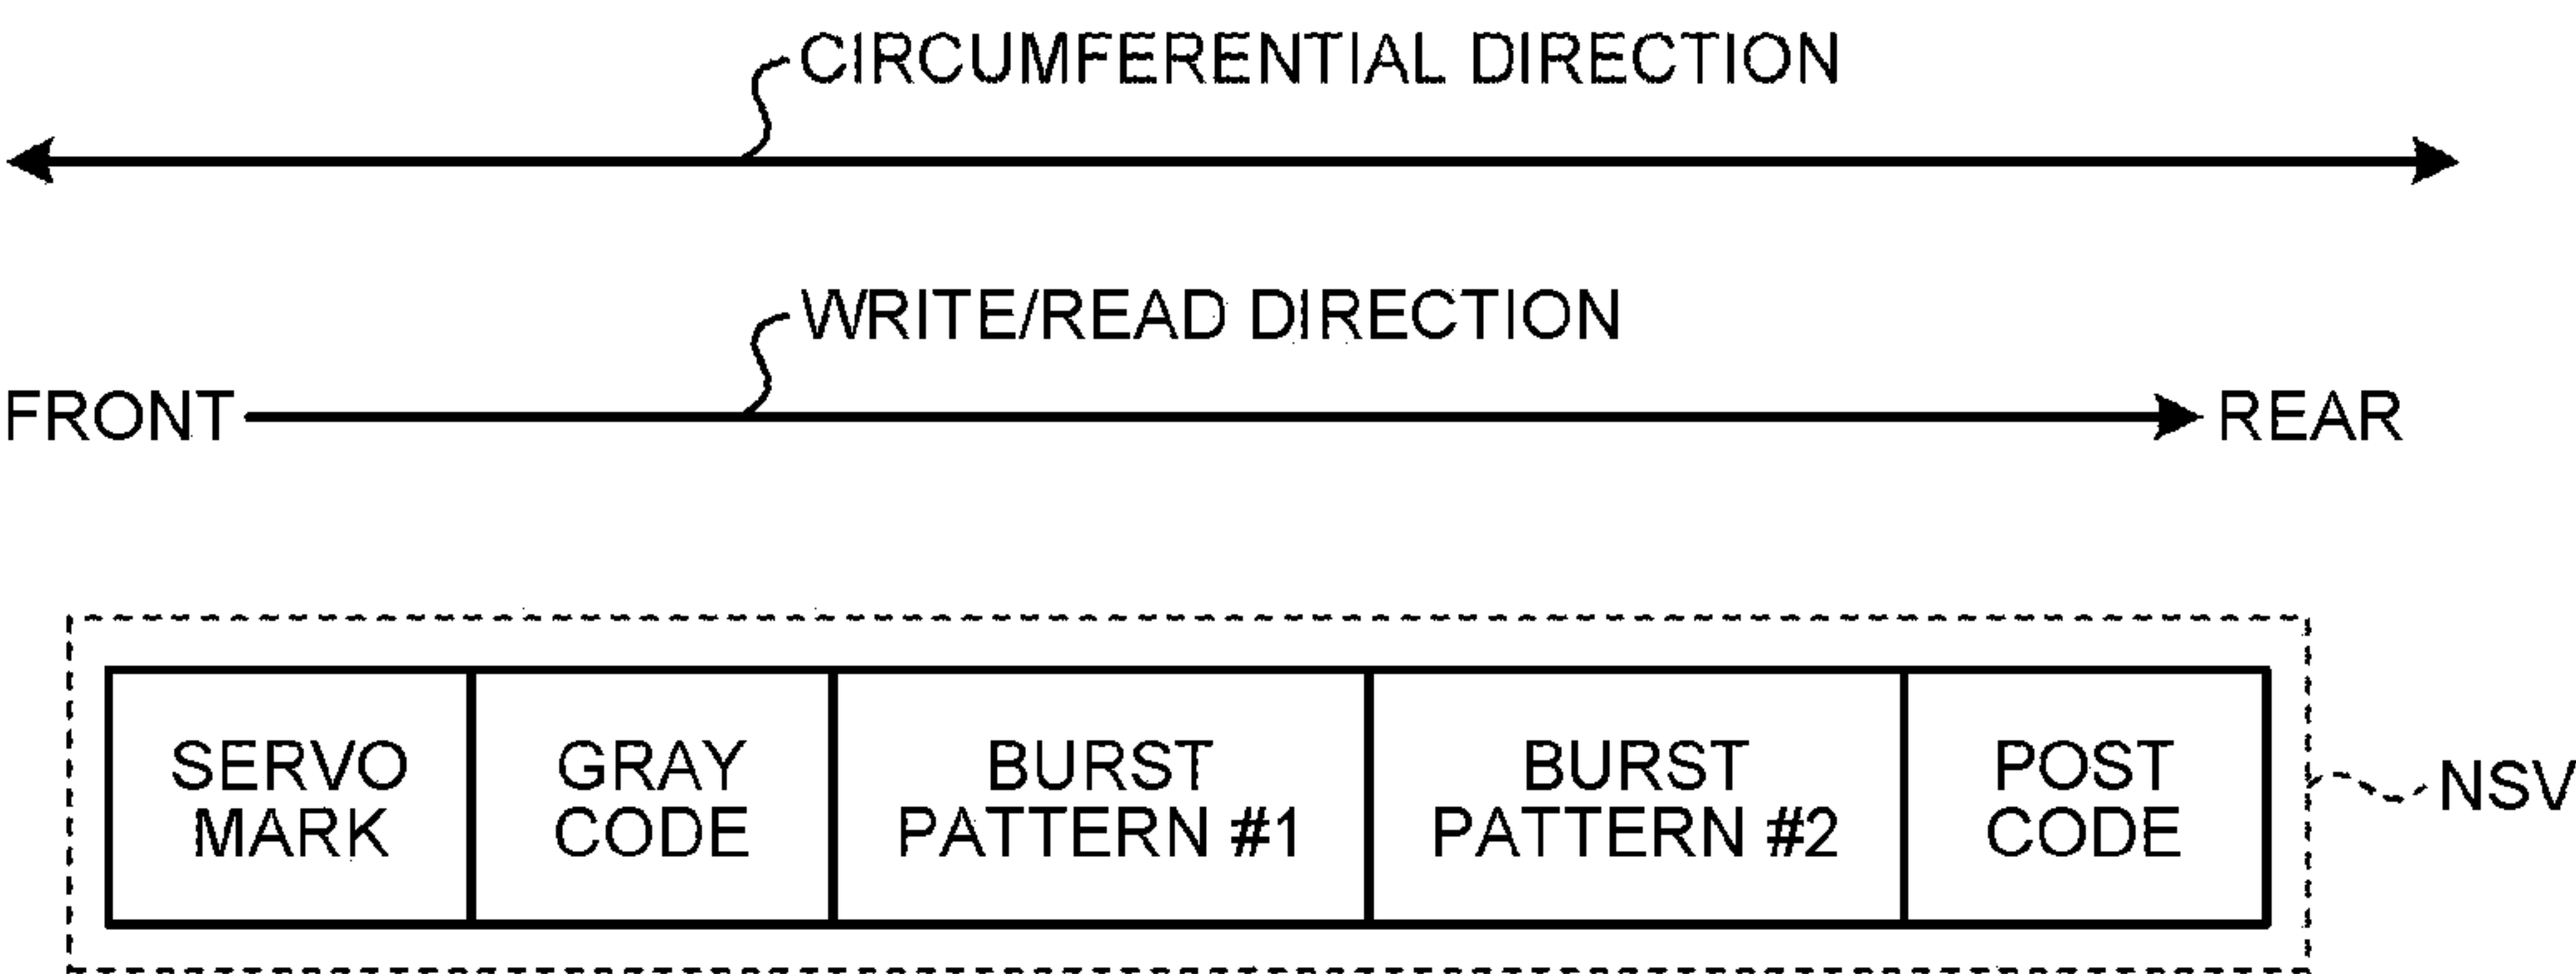 CIRCUMFERENTIAL DIRECTION
WRITE/READ DIRECTION
FRONT
REAR
SERVO
MARK
GRAY
CODE
BURST
PATTERN #1
BURST
PATTERN #2
POST
CODE
NSV